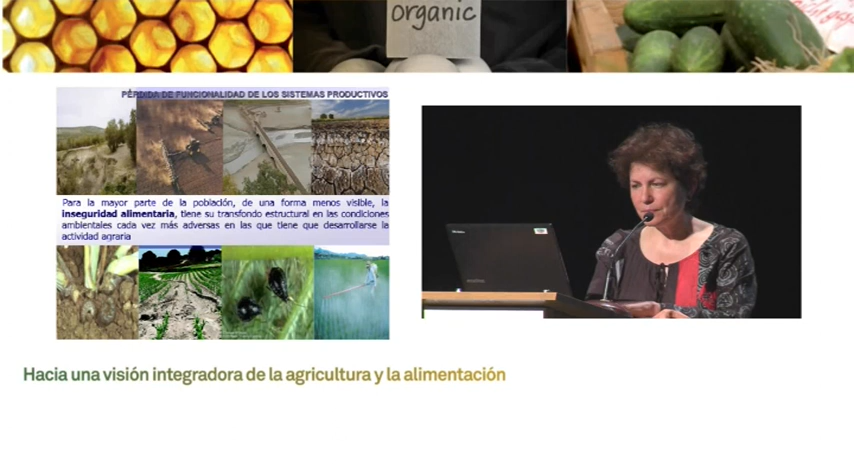 organic
PÉRDIDA DE FUNCIONALIDAD DE LOS SISTEMAS PRODUCTIVOS
Para la mayor parte de la población, de una forma menos visible, la
inseguridad alimentaria, tiene su transfondo estructural en las condiciones
ambientales cada vez más adversas en las que tiene que desarrollarse la
actividad agraria
Hacia una visión integradora de la agricultura y la alimentación